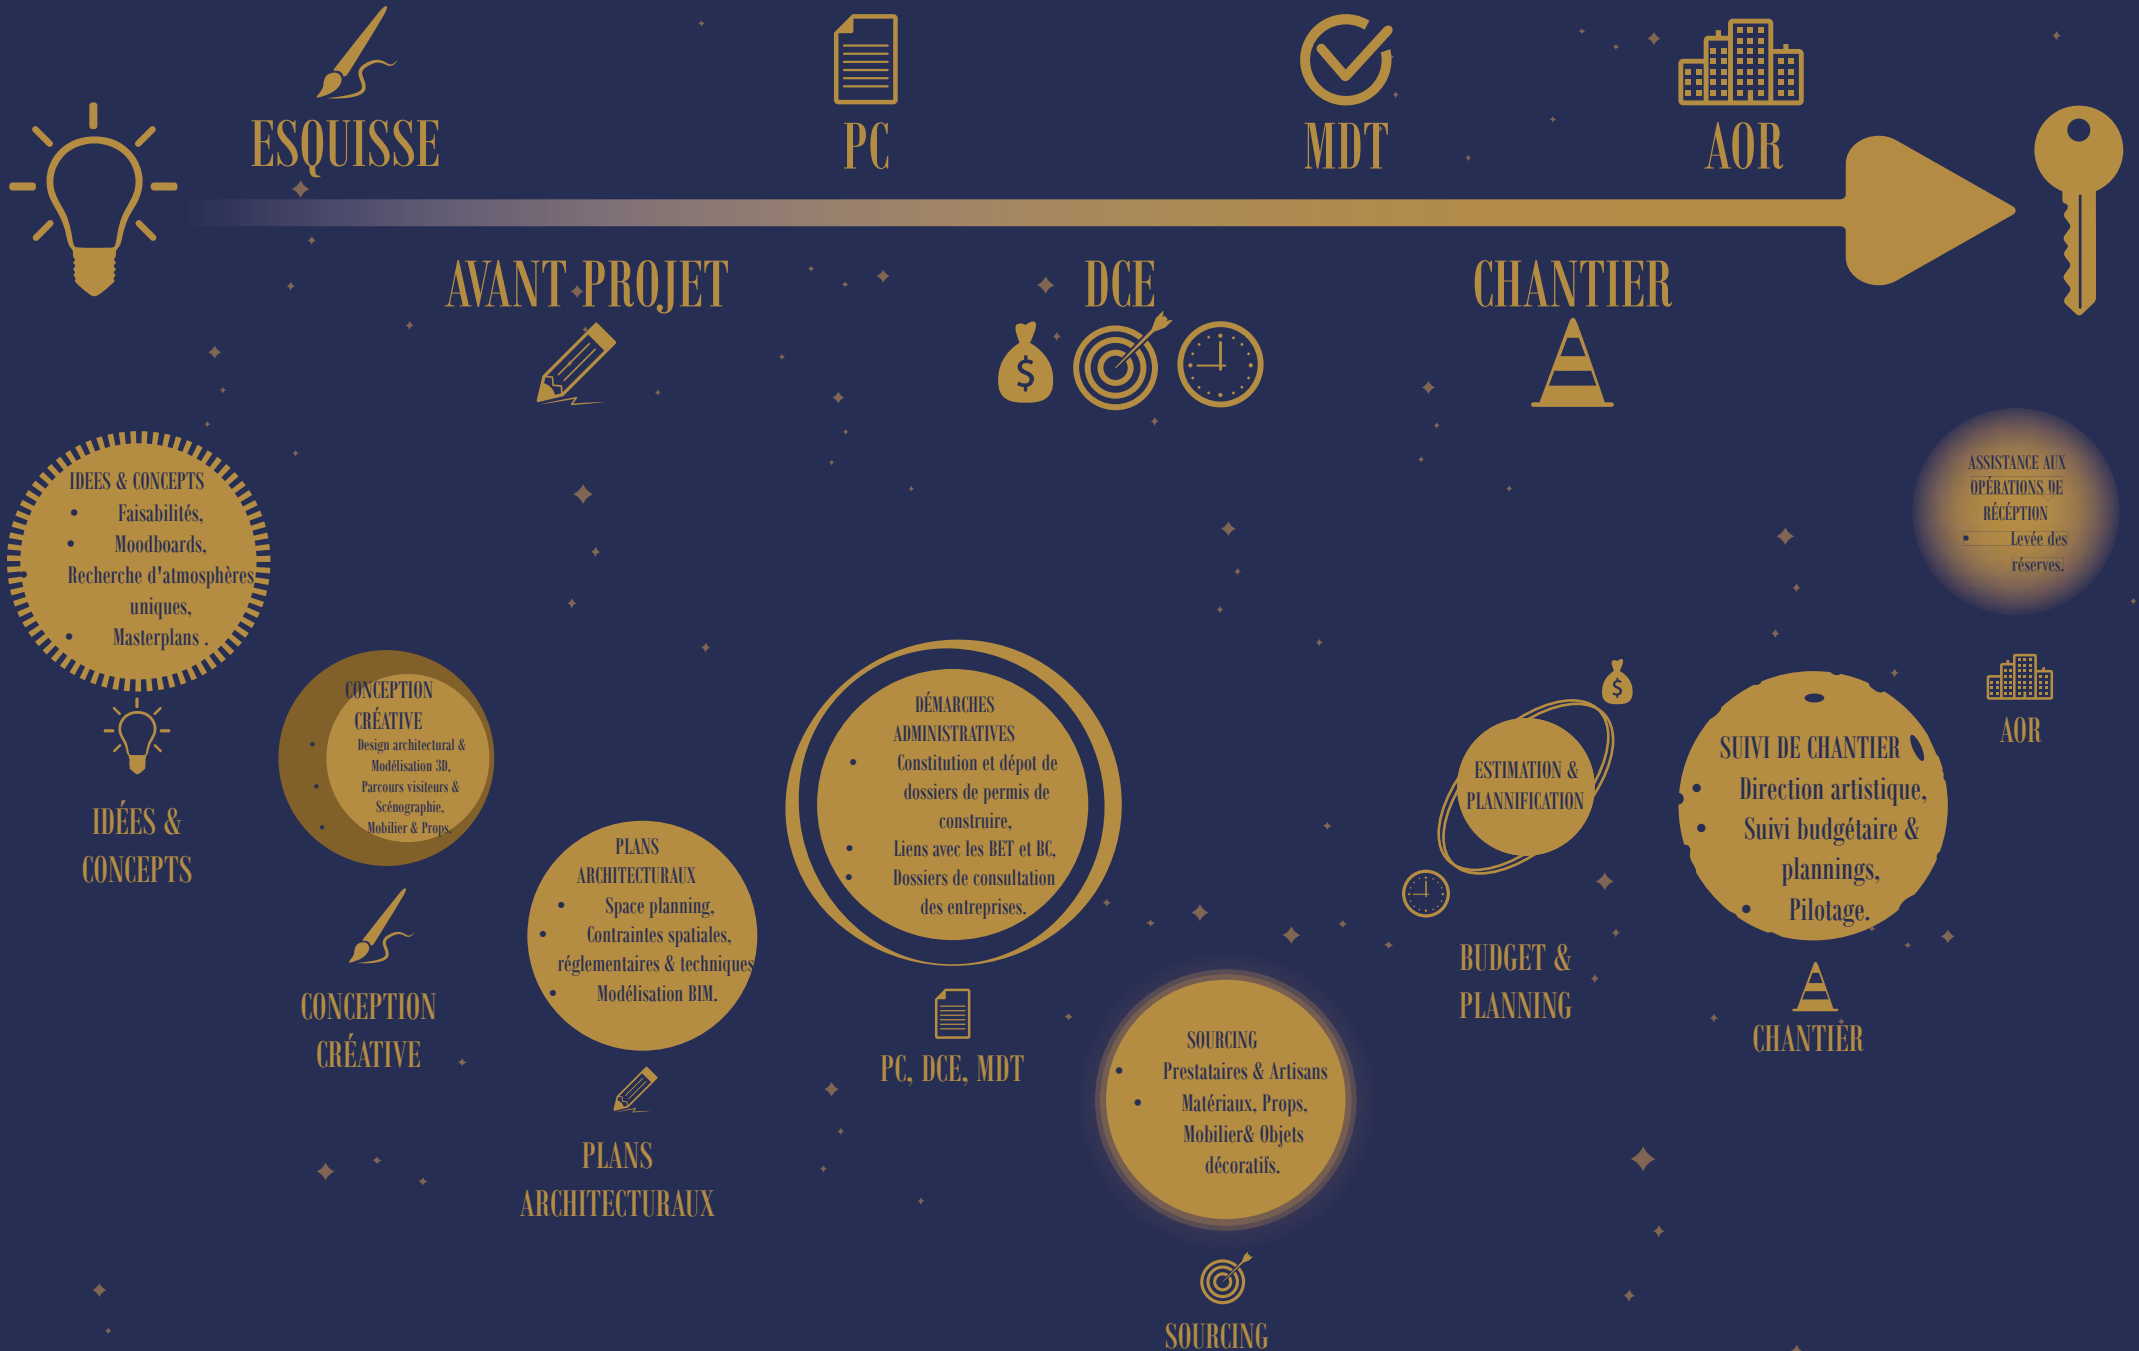 ESQUISSE
PC
MDT
AOR
AVANT-PROJET
DCE
$
CHANTIER
IDEES & CONCEPTS
• Faisabilités,
• Moodboards,
• Recherche d'atmosphères
uniques,
• Masterplans .
IDÉES &
CONCEPTS
CONCEPTION
CRÉATIVE
• Design architectural &
Modélisation 3D,
• Parcours visiteurs &
Scénographie,
• Mobilier & Props.
CONCEPTION
CRÉATIVE
PLANS
ARCHITECTURAUX
• Space planning,
• Contraintes spatiales,
réglementaires & techniques
• Modélisation BIM.
PLANS
ARCHITECTURAUX
DÉMARCHES
ADMINISTRATIVES
• Constitution et dépot de
dossiers de permis de
construire,
• Liens avec les BET et BC,
• Dossiers de consultation
des entreprises.
PC, DCE, MDT
SOURCING
• Prestataires & Artisans
• Matériaux, Props,
Mobilier& Objets
décoratifs.
SOURCING
$
ESTIMATION &
PLANNIFICATION
BUDGET &
PLANNING
SUIVI DE CHANTIER
• Direction artistique,
• Suivi budgétaire &
plannings,
• Pilotage.
CHANTIER
ASSISTANCE AUX
OPÉRATIONS DE
RÉCÉPTION
• Levée des
réserves.
AOR